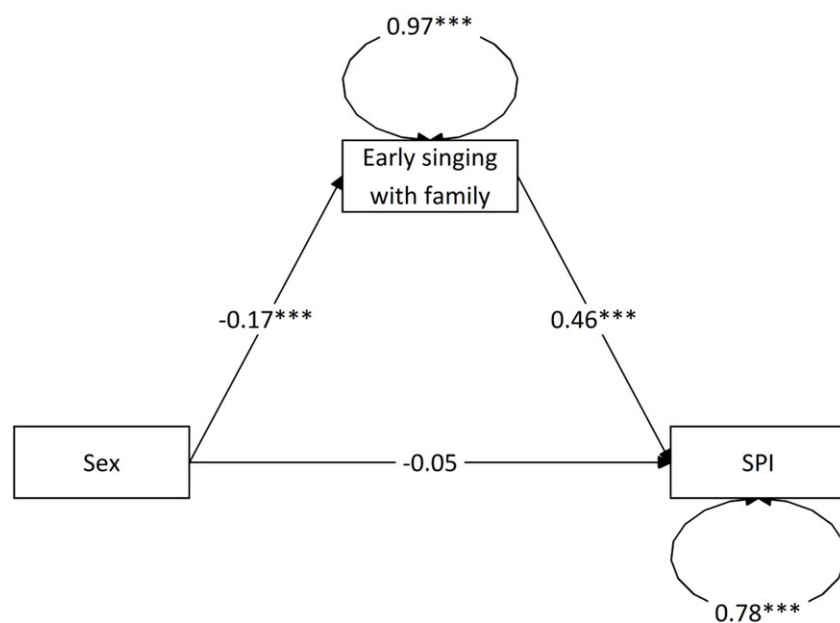 0.97***
Early singing
with family
-0.17***
0.46***
Sex
-0.05
SPI
0.78***